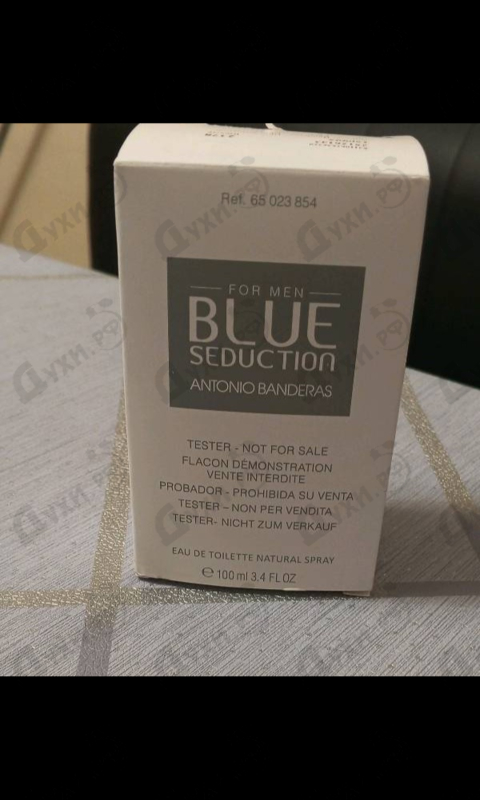 Ref. 65 023 854
FOR MEN
BLUE
SEDUCTION
ANTONIO BANDERAS
TESTER - NOT FOR SALE
FLACON DÉMONSTRATION
VENTE INTERDITE
PROBADOR - PROHIBIDA SU VENTA
TESTER – NON PER VENDITA
TESTER- NICHT ZUM VERKAUF
EAU DE TOILETTE NATURAL SPRAY
℮ 100 ml 3.4 FL OZ
Духи.РФ